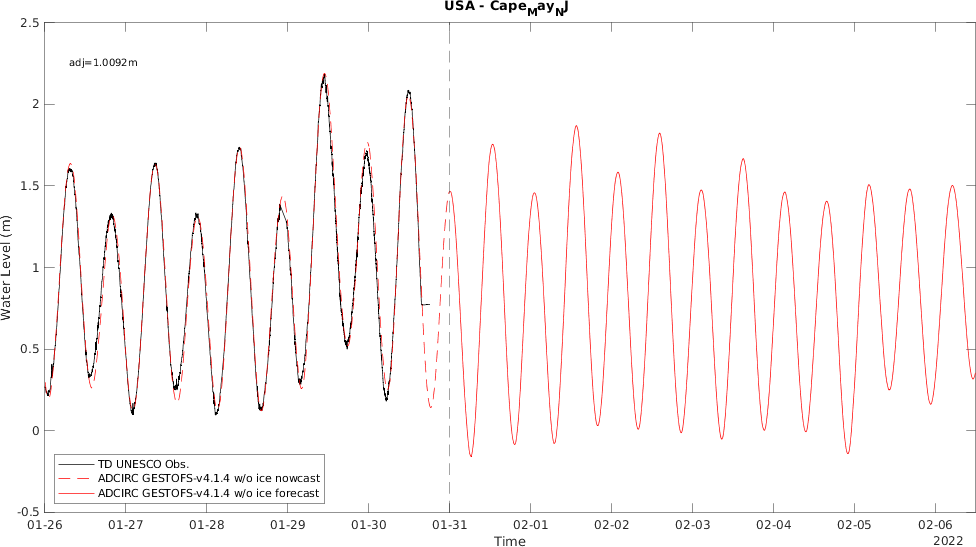 USA - Cape_May_NJ
adj=1.0092m
Water Level (m)
2.5
2
1.5
1
0.5
0
-0.5
TD UNESCO Obs.
ADCIRC GESTOFS-v4.1.4 w/o ice nowcast
ADCIRC GESTOFS-v4.1.4 w/o ice forecast
01-26 01-27 01-28 01-29 01-30 01-31 02-01 02-02 02-03 02-04 02-05 02-06
Time
2022